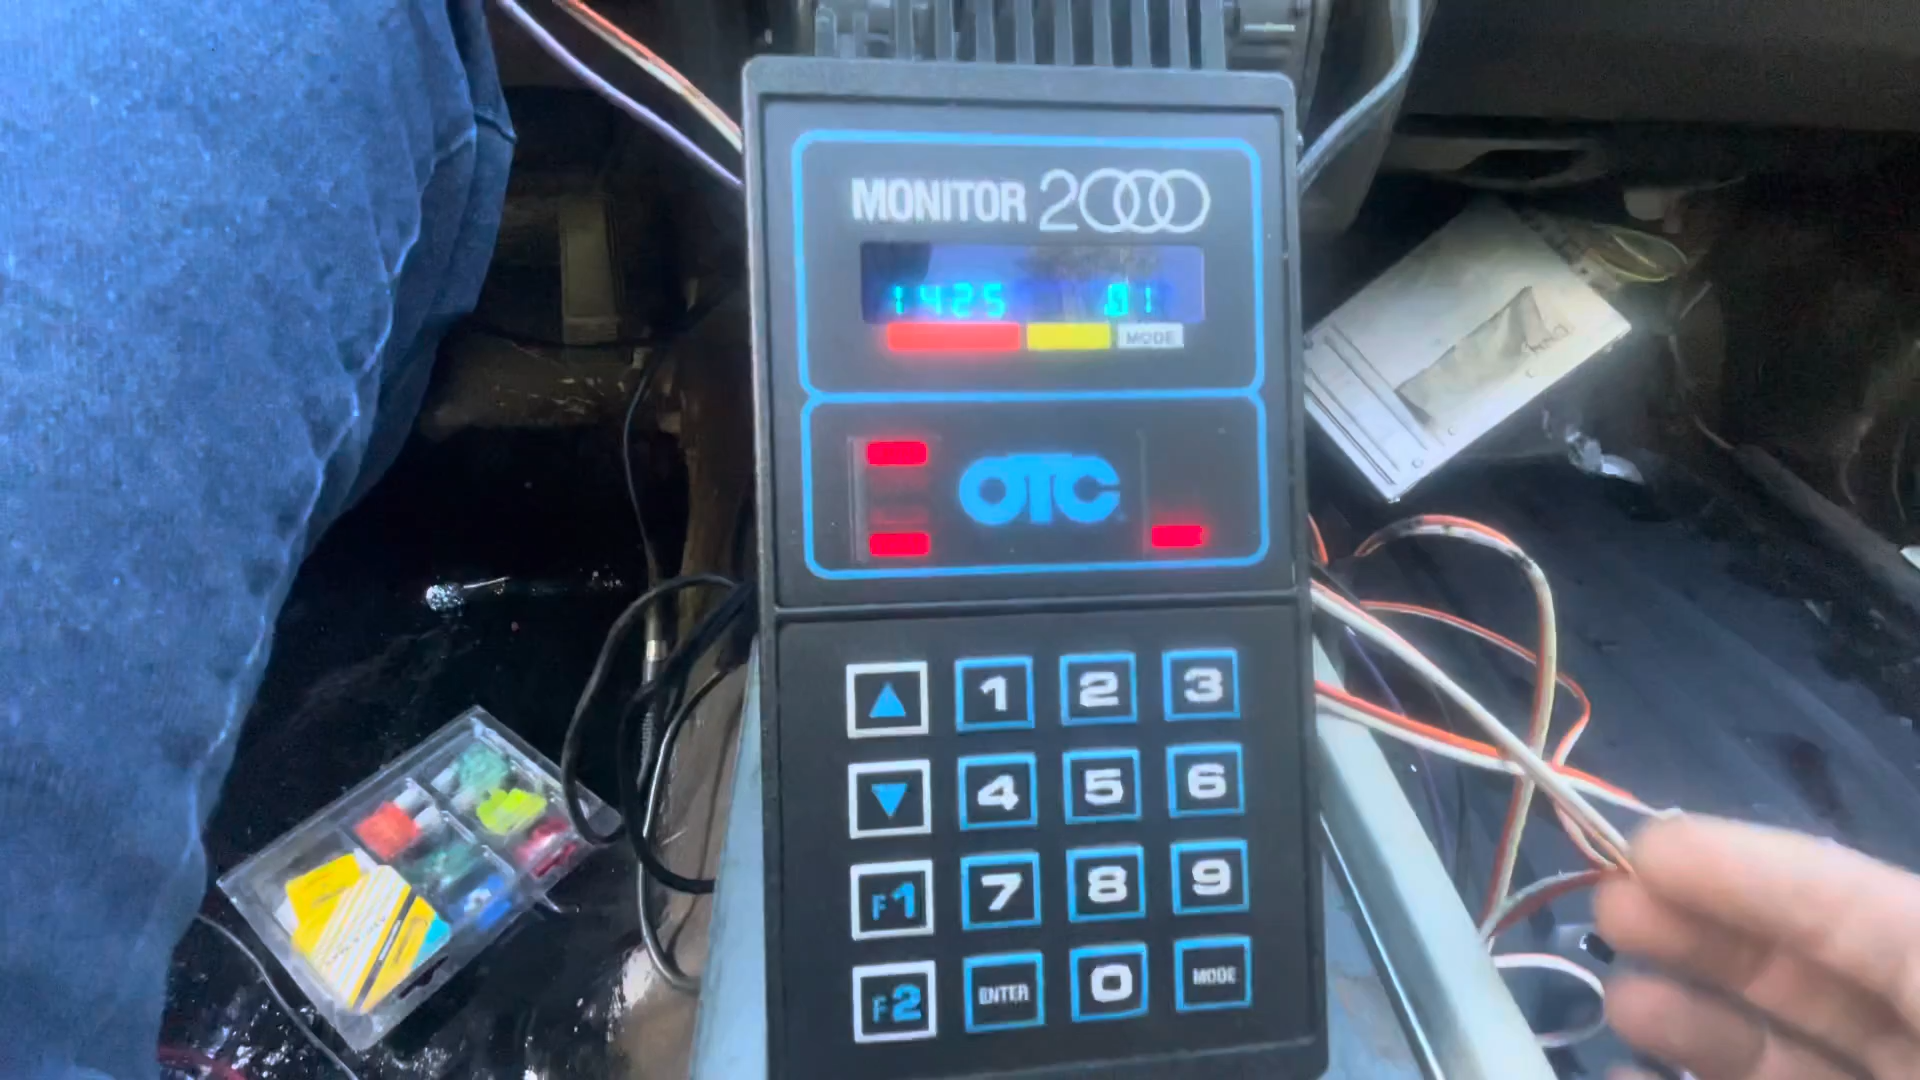 MONITOR 2000
1425 01
MODE
OTC
1 2 3
4 5 6
F1 7 8 9
F2 ENTER 0 MODE